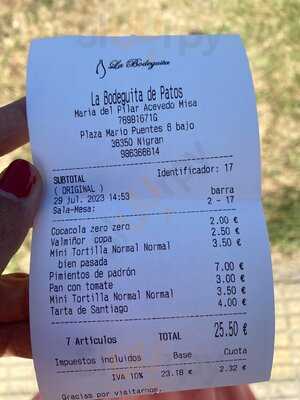 La Bodeguita
La Bodeguita de Patos
Maria del Pilar Acevedo Misa
76991671G
Plaza Mario Puentes 6 bajo
36350 Nigran
986366614
SUBTOTAL Identificador: 17
( ORIGINAL )
29 jul. 2023 14:53 barra
Sala-Mesa: 2 - 17
Cocacola zero zero 2.00 €
Valmiñor copa 2.50 €
Mini Tortilla Normal Normal 3.50 €
bien pasada
Pimientos de padrón 7.00 €
Pan con tomate 3.00 €
Mini Tortilla Normal Normal 3.50 €
Tarta de Santiago 4.00 €
7 Articulos TOTAL 25.50 €
Impuestos incluidos Base Cuota
IVA 10% 23.18 € 2.32 €
Gracias por visitarnos.